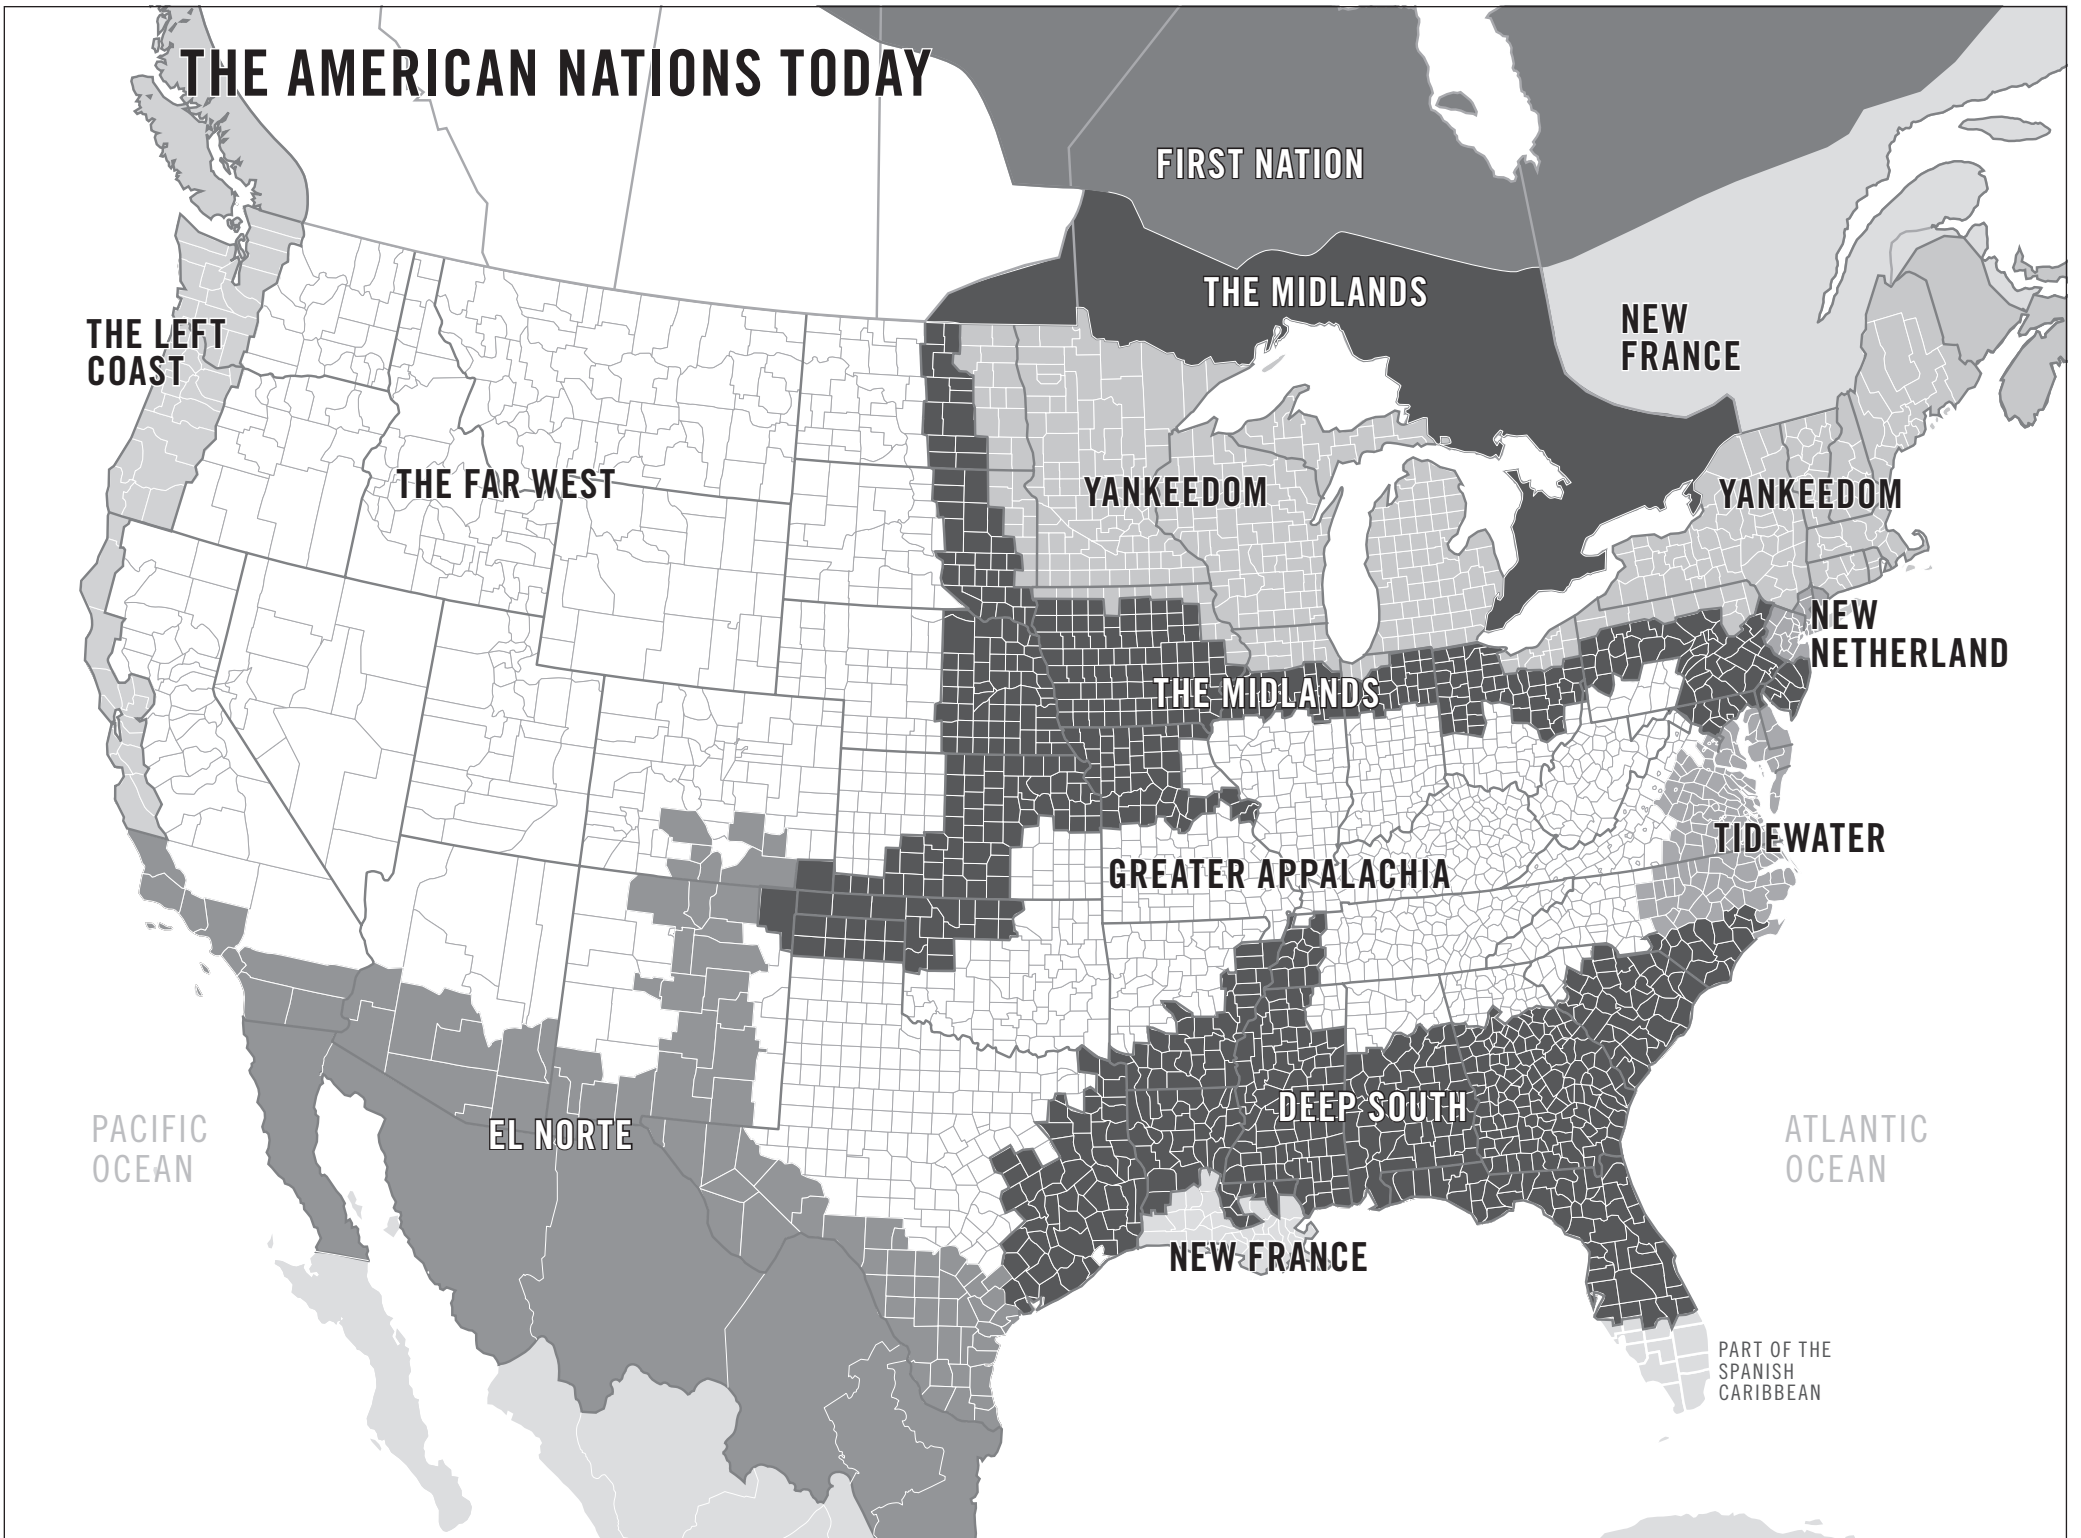 THE AMERICAN NATIONS TODAY
FIRST NATION
THE MIDLANDS
THE LEFT
COAST
NEW
FRANCE
THE FAR WEST
YANKEEDOM
YANKEEDOM
NEW
NETHERLAND
THE MIDLANDS
TIDEWATER
GREATER APPALACHIA
PACIFIC
OCEAN
EL NORTE
DEEP SOUTH
ATLANTIC
OCEAN
NEW FRANCE
PART OF THE
SPANISH
CARIBBEAN